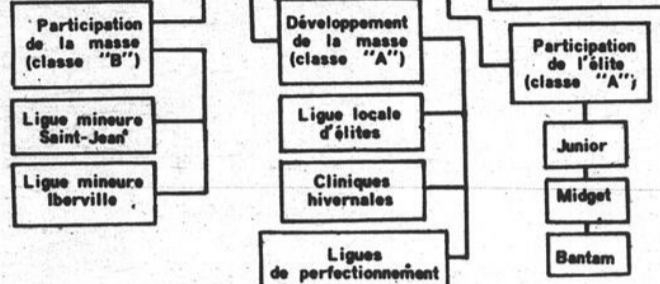 Participation
de la masse
(classe "B")
Ligue mineure
Saint-Jean
Ligue mineure
Iberville
Développement
de la masse
(classe "A")
Ligue locale
d'élites
Cliniques
hivernales
Ligues
de perfectionnement
Participation
de l'élite
(classe "A",
Junior
Midget
Bantam